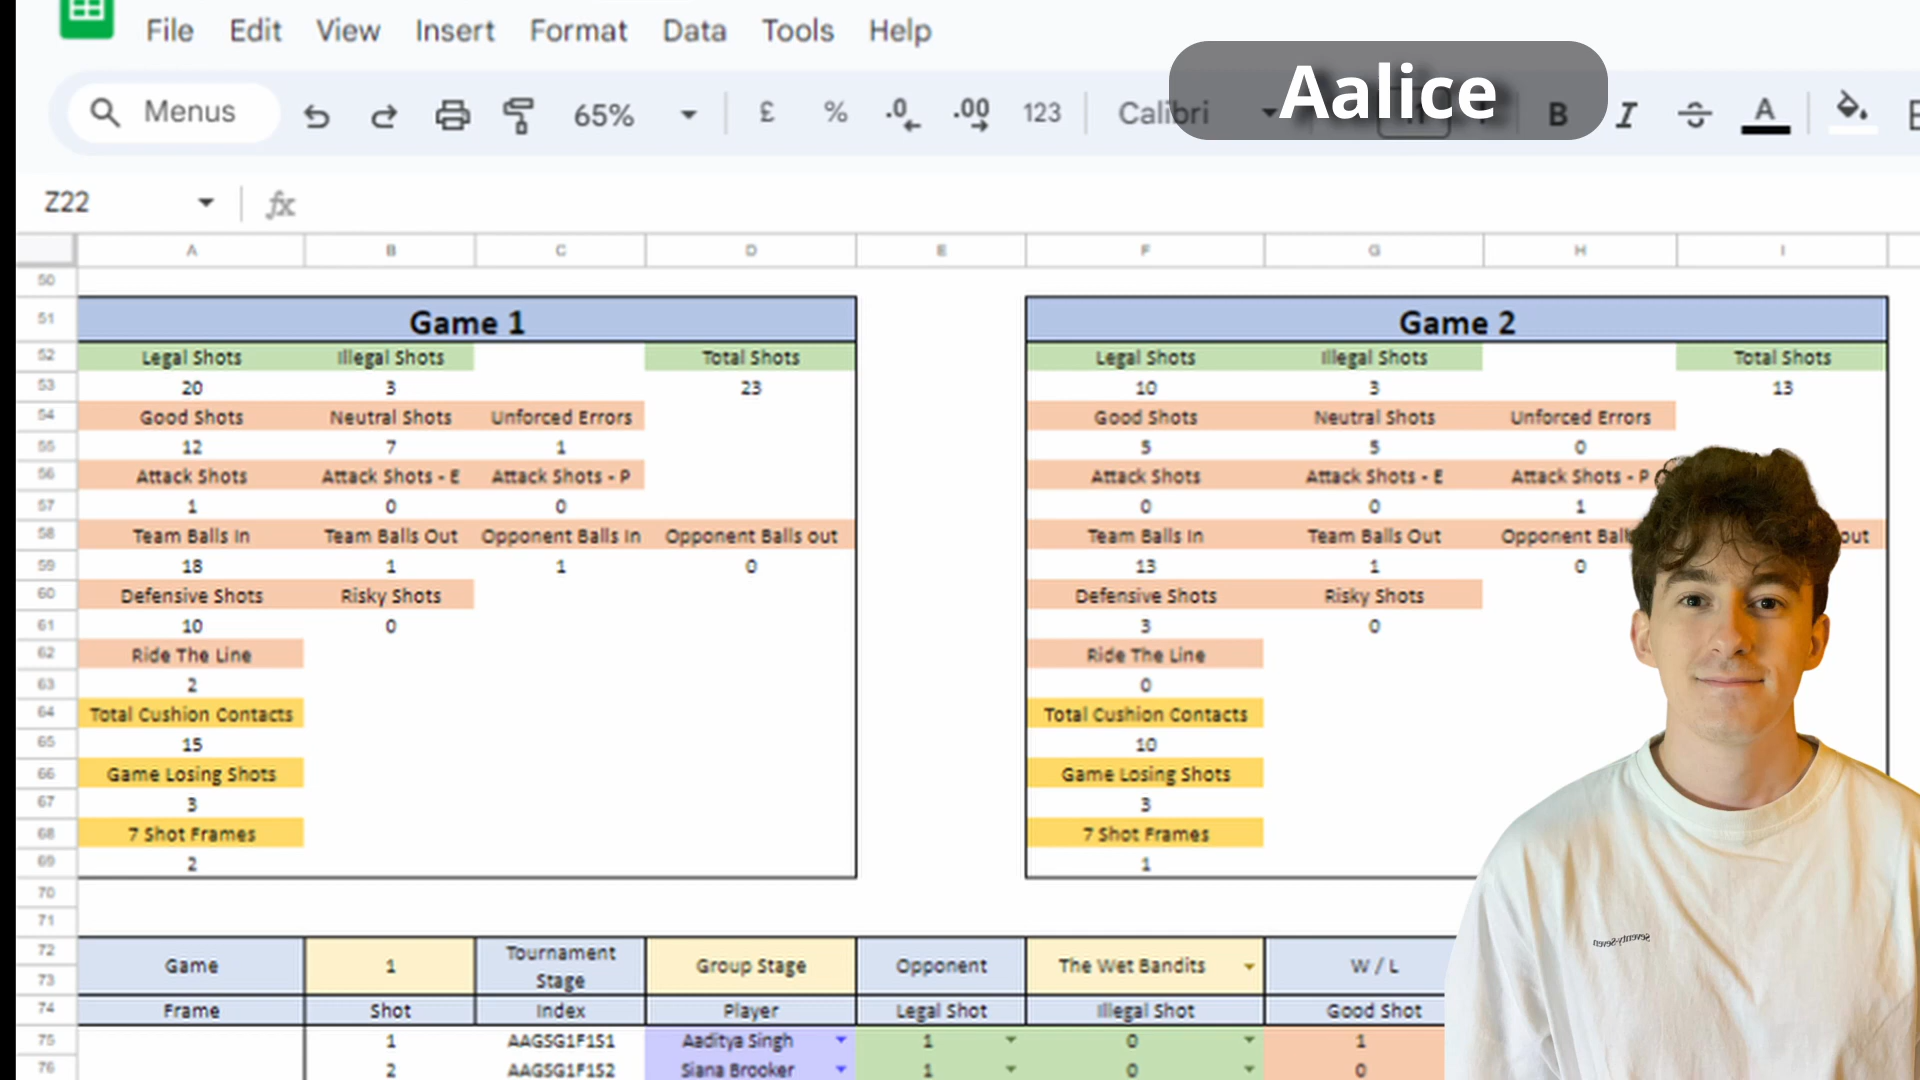 File Edit View Insert Format Data Tools Help
Aalice
Menus 65% £ % .0 .00 123 Calibri B I A
Z22 fx
A B C D E F G H I
50
51 Game 1 Game 2
52 Legal Shots Illegal Shots Total Shots Legal Shots Illegal Shots Total Shots
53 20 3 23 10 3 13
54 Good Shots Neutral Shots Unforced Errors Good Shots Neutral Shots Unforced Errors
55 12 7 1 5 5 0
56 Attack Shots Attack Shots - E Attack Shots - P Attack Shots Attack Shots - E Attack Shots - P
57 1 0 0 0 0 1
58 Team Balls In Team Balls Out Opponent Balls In Opponent Balls out Team Balls In Team Balls Out Opponent out
59 18 1 1 0 13 1 0
60 Defensive Shots Risky Shots Defensive Shots Risky Shots
61 10 0 3 0
62 Ride The Line Ride The Line
63 2 0
64 Total Cushion Contacts Total Cushion Contacts
65 15 10
66 Game Losing Shots Game Losing Shots
67 3 3
68 7 Shot Frames 7 Shot Frames
69 2 1
70
71
72 Game 1 Tournament Stage Group Stage Opponent The Wet Bandits W / L
73
74 Frame Shot Index Player Legal Shot Illegal Shot Good Shot
75 1 AAGSG1F1S1 Aaditya Singh 1 0 1
76 2 AAGSG1F1S2 Siana Brooker 1 0 0
Seventy-Seven